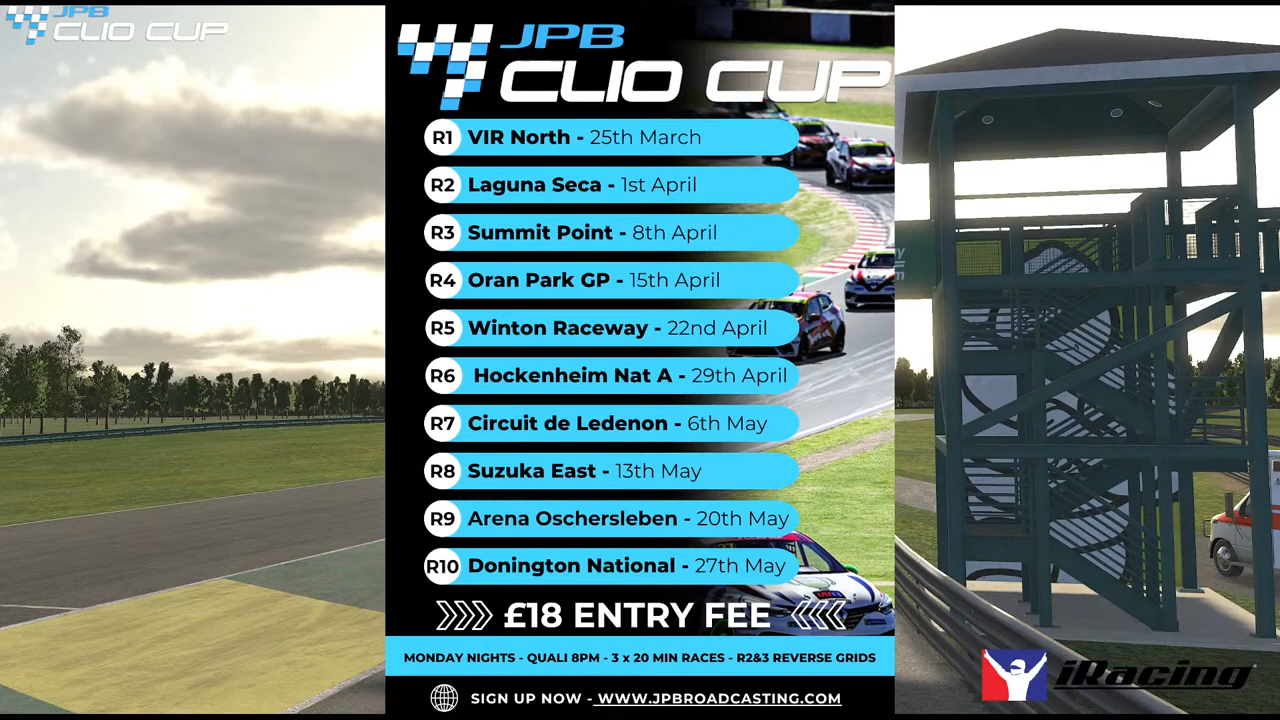 JPB
CLIO CUP
JPB
CLIO CUP
R1 VIR North - 25th March
R2 Laguna Seca - 1st April
R3 Summit Point - 8th April
R4 Oran Park GP - 15th April
R5 Winton Raceway - 22nd April
R6 Hockenheim Nat A - 29th April
R7 Circuit de Ledenon - 6th May
R8 Suzuka East - 13th May
R9 Arena Oschersleben - 20th May
R10 Donington National - 27th May
£18 ENTRY FEE
MONDAY NIGHTS - QUALI 8PM - 3 x 20 MIN RACES - R2&3 REVERSE GRIDS
SIGN UP NOW - WWW.JPBROADCASTING.COM
iRacing